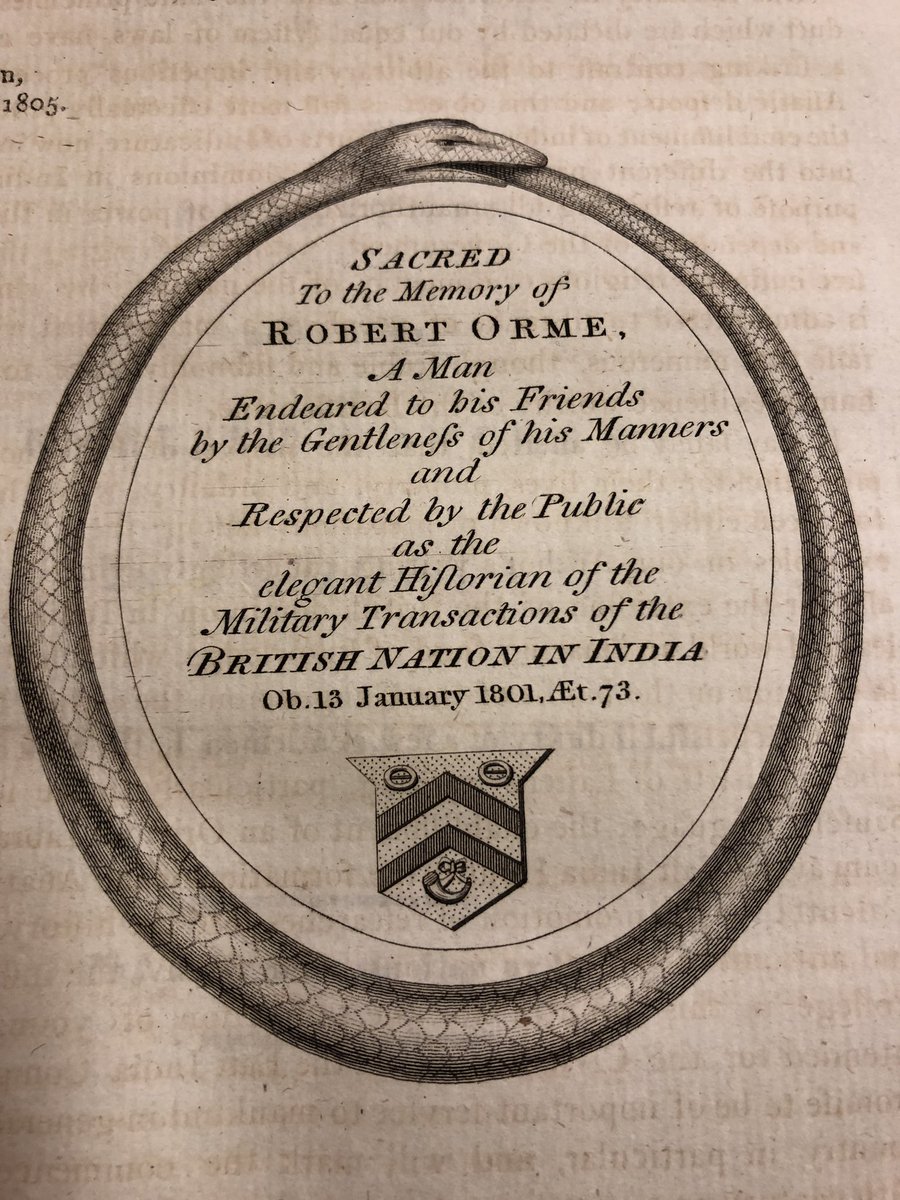 n,
1805.
SACRED
To the Memory of
ROBERT ORME,
A Man
Endeared to his Friends
by the Gentleneſs of his Manners
and
Respected by the Public
as the
elegant Hiſtorian of the
Military Transactions of the
BRITISH NATION IN INDIA
Ob. 13 January 1801, Æt. 73.